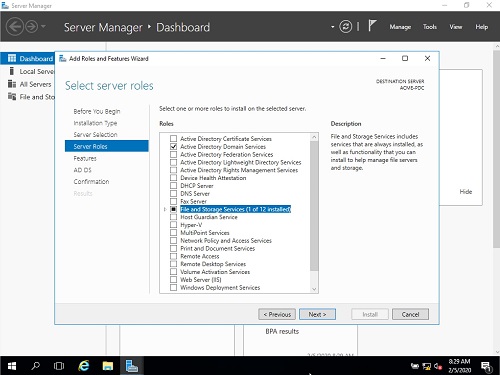 Server Manager
Server Manager › Dashboard
Manage Tools View Help
Dashboard
Local Serve
All Servers
File and Sto
Add Roles and Features Wizard
Select server roles
DESTINATION SERVER
ACME-PDC
Before You Begin
Installation Type
Server Selection
Server Roles
Features
AD DS
Confirmation
Results
Select one or more roles to install on the selected server.
Roles
Active Directory Certificate Services
Active Directory Domain Services
Active Directory Federation Services
Active Directory Lightweight Directory Services
Active Directory Rights Management Services
Device Health Attestation
DHCP Server
DNS Server
Fax Server
File and Storage Services (1 of 12 installed)
Host Guardian Service
Hyper-V
MultiPoint Services
Network Policy and Access Services
Print and Document Services
Remote Access
Remote Desktop Services
Volume Activation Services
Web Server (IIS)
Windows Deployment Services
Description
File and Storage Services includes
services that are always installed, as
well as functionality that you can
install to help manage file servers
and storage.
Hide
< Previous Next > Install Cancel
BPA results
2/5/2020 8:29 AM
8:29 AM
2/5/2020